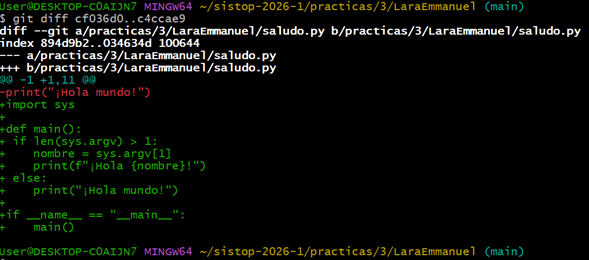 User@DESKTOP-C0AIJN7 MINGW64 ~/sistop-2026-1/practicas/3/LaraEmmanuel (main)
$ git diff cf036d0..c4ccae9
diff --git a/practicas/3/LaraEmmanuel/saludo.py b/practicas/3/LaraEmmanuel/saludo.py
index 894d9b2..034634d 100644
--- a/practicas/3/LaraEmmanuel/saludo.py
+++ b/practicas/3/LaraEmmanuel/saludo.py
@@ -1 +1,11 @@
-print("¡Hola mundo!")
+import sys
+
+def main():
+ if len(sys.argv) > 1:
+    nombre = sys.argv[1]
+    print(f"¡Hola {nombre}!")
+ else:
+    print("¡Hola mundo!")
+
+if __name__ == "__main__":
+    main()
User@DESKTOP-C0AIJN7 MINGW64 ~/sistop-2026-1/practicas/3/LaraEmmanuel (main)